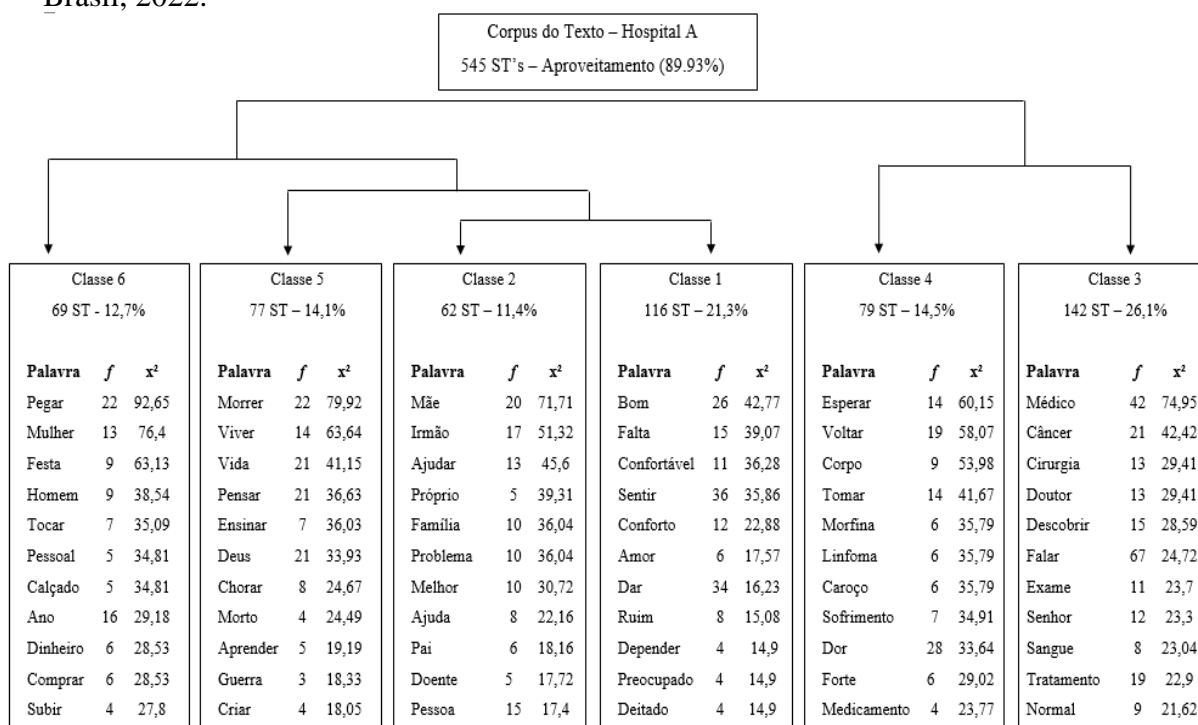 Brasil, 2022.
Corpus do Texto – Hospital A
545 ST’s – Aproveitamento (89.93%)
Classe 6
69 ST - 12,7%
Palavra f x²
Pegar 22 92,65
Mulher 13 76,4
Festa 9 63,13
Homem 9 38,54
Tocar 7 35,09
Pessoal 5 34,81
Calçado 5 34,81
Ano 16 29,18
Dinheiro 6 28,53
Comprar 6 28,53
Subir 4 27,8
Classe 5
77 ST – 14,1%
Palavra f x²
Morrer 22 79,92
Viver 14 63,64
Vida 21 41,15
Pensar 21 36,63
Ensinar 7 36,03
Deus 21 33,93
Chorar 8 24,67
Morto 4 24,49
Aprender 5 19,19
Guerra 3 18,33
Criar 4 18,05
Classe 2
62 ST – 11,4%
Palavra f x²
Mãe 20 71,71
Irmão 17 51,32
Ajudar 13 45,6
Próprio 5 39,31
Família 10 36,04
Problema 10 36,04
Melhor 10 30,72
Ajuda 8 22,16
Pai 6 18,16
Doente 5 17,72
Pessoa 15 17,4
Classe 1
116 ST – 21,3%
Palavra f x²
Bom 26 42,77
Falta 15 39,07
Confortável 11 36,28
Sentir 36 35,86
Conforto 12 22,88
Amor 6 17,57
Dar 34 16,23
Ruim 8 15,08
Depender 4 14,9
Preocupado 4 14,9
Deitado 4 14,9
Classe 4
79 ST – 14,5%
Palavra f x²
Esperar 14 60,15
Voltar 19 58,07
Corpo 9 53,98
Tomar 14 41,67
Morfina 6 35,79
Linfoma 6 35,79
Caroço 6 35,79
Sofrimento 7 34,91
Dor 28 33,64
Forte 6 29,02
Medicamento 4 23,77
Classe 3
142 ST – 26,1%
Palavra f x²
Médico 42 74,95
Câncer 21 42,42
Cirurgia 13 29,41
Doutor 13 29,41
Descobrir 15 28,59
Falar 67 24,72
Exame 11 23,7
Senhor 12 23,3
Sangue 8 23,04
Tratamento 19 22,9
Normal 9 21,62